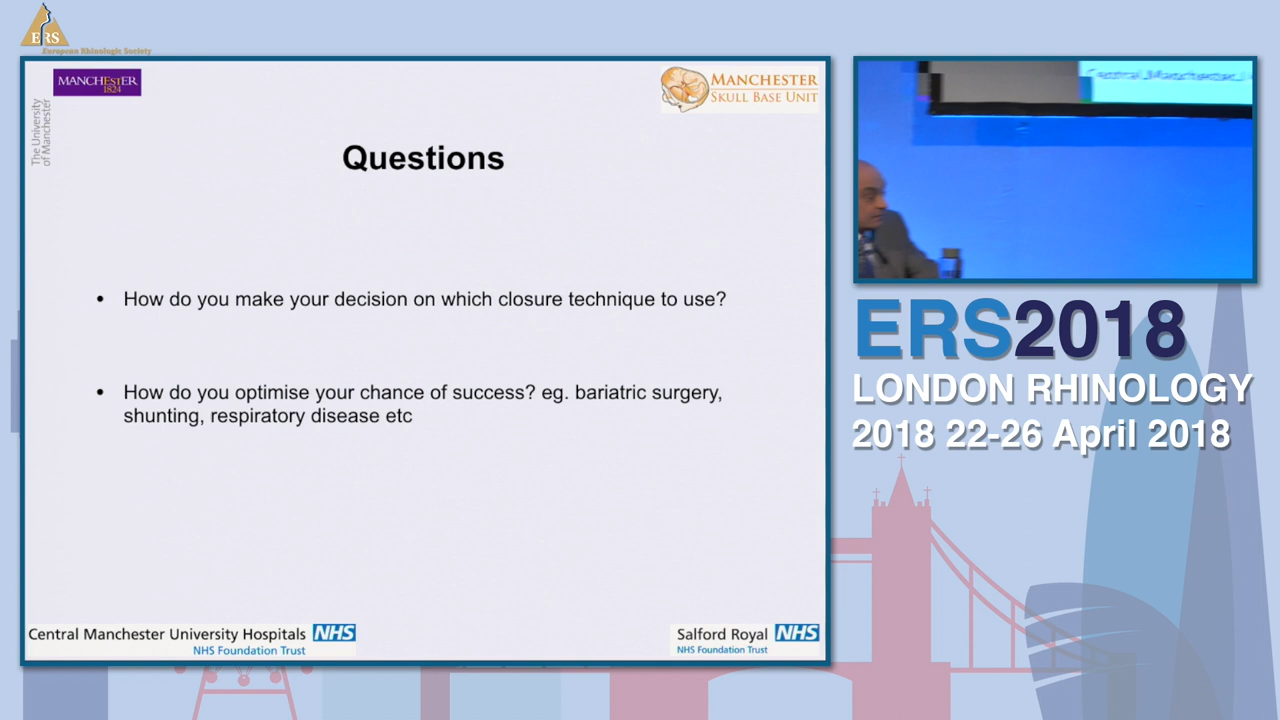 ERS
European Rhinologic Society
MANCHESTER
1824
The University
of Manchester
MANCHESTER
SKULL BASE UNIT
Questions
• How do you make your decision on which closure technique to use?
• How do you optimise your chance of success? eg. bariatric surgery,
shunting, respiratory disease etc
Central Manchester University Hospitals NHS
NHS Foundation Trust
Salford Royal NHS
NHS Foundation Trust
Central Manchester
ERS2018
LONDON RHINOLOGY
2018 22-26 April 2018